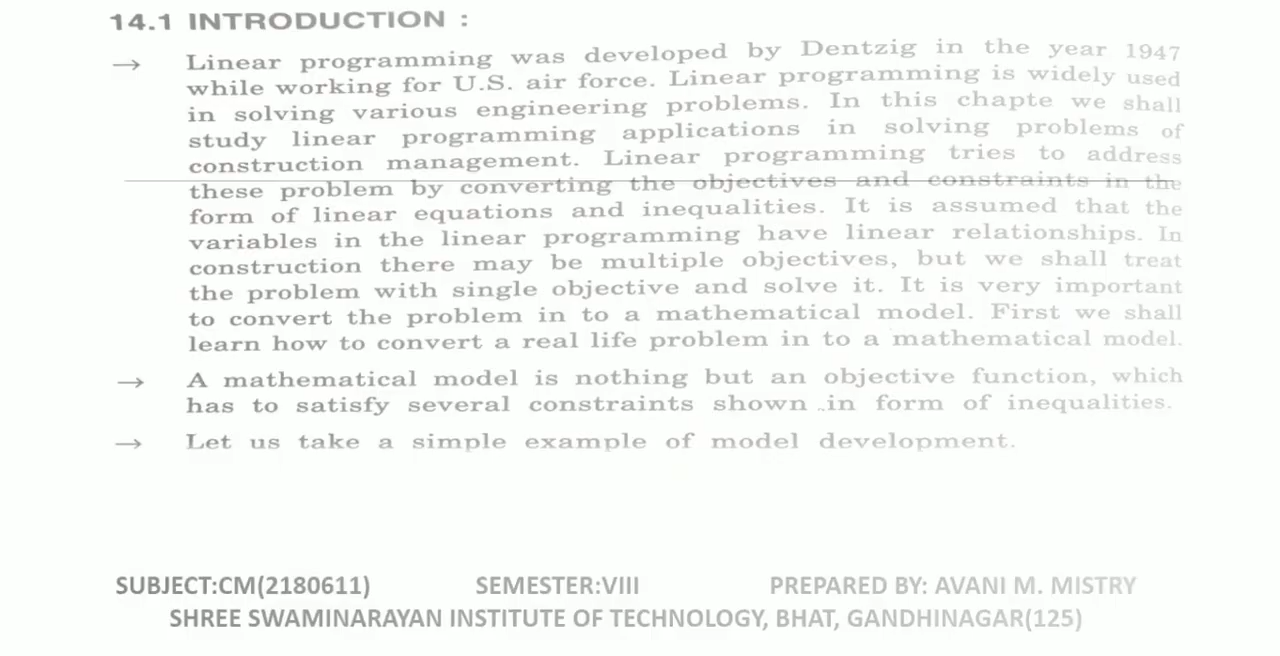 14.1 INTRODUCTION :
→ Linear programming was developed by Dentzig in the year 1947
while working for U.S. air force. Linear programming is widely used
in solving various engineering problems. In this chapte we shall
study linear programming applications in solving problems of
construction management. Linear programming tries to address
these problem by converting the objectives and constraints in the
form of linear equations and inequalities. It is assumed that the
variables in the linear programming have linear relationships. In
construction there may be multiple objectives, but we shall treat
the problem with single objective and solve it. It is very important
to convert the problem in to a mathematical model. First we shall
learn how to convert a real life problem in to a mathematical model.
→ A mathematical model is nothing but an objective function, which
has to satisfy several constraints shown in form of inequalities.
→ Let us take a simple example of model development.
SUBJECT:CM(2180611) SEMESTER:VIII PREPARED BY: AVANI M. MISTRY
SHREE SWAMINARAYAN INSTITUTE OF TECHNOLOGY, BHAT, GANDHINAGAR(125)